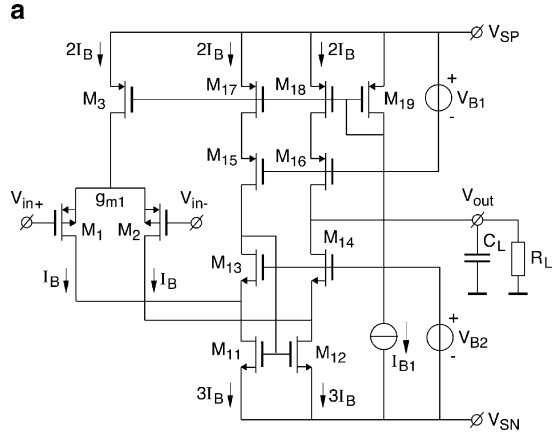 a
V_SP
2I_B 2I_B 2I_B
M_3 M_17 M_18 M_19
V_B1
+
-
M_15 M_16
V_in+ g_m1 V_in- V_out
M_1 M_2
C_L R_L
M_13 M_14
I_B I_B
+
V_B2
-
M_11 M_12 I_B1
3I_B 3I_B
V_SN